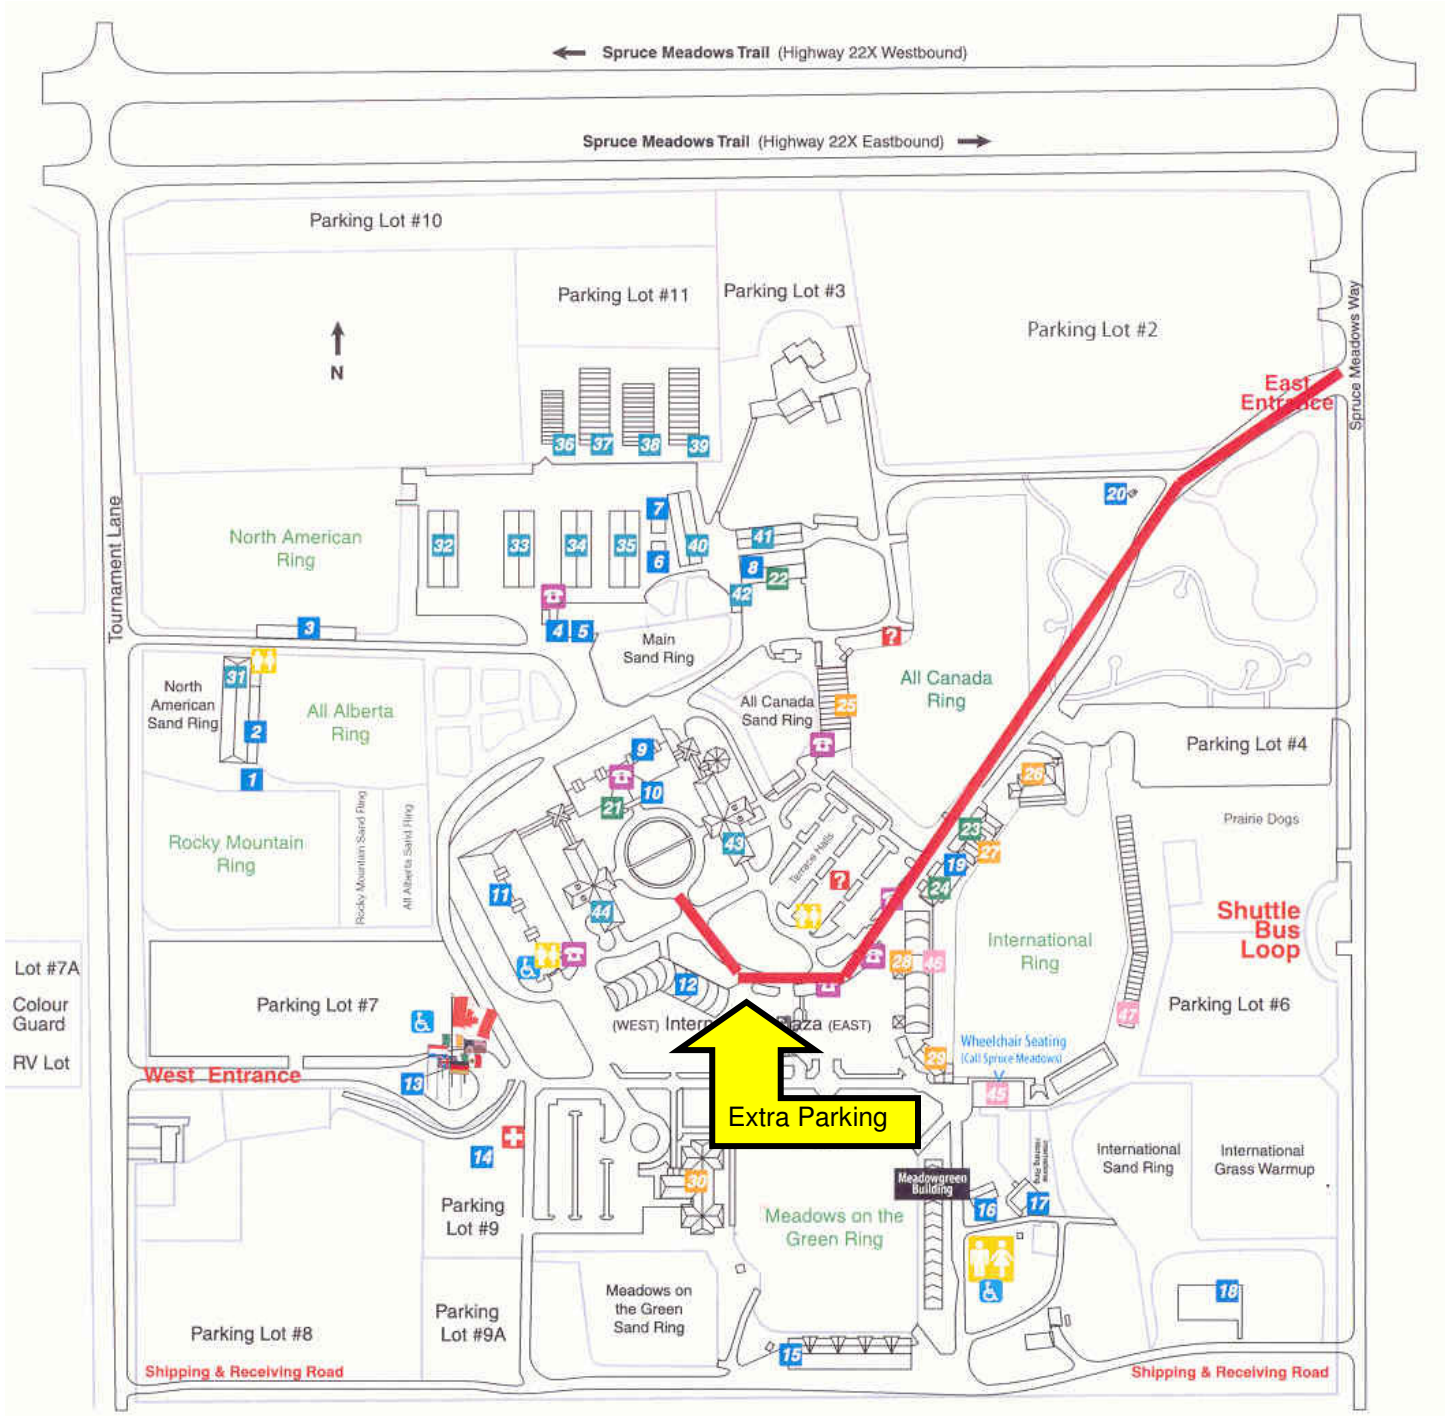 Spruce Meadows Trail (Highway 22X Westbound)
Spruce Meadows Trail (Highway 22X Eastbound)
Parking Lot #10
Parking Lot #11
Parking Lot #3
Parking Lot #2
Spruce Meadows Way
N
East
Entrance
36
37
38
39
20
Tournament Lane
North American
Ring
32
33
34
35
7
6
40
41
8
22
42
3
4
5
Main
Sand Ring
?
31
North
American
Sand Ring
2
1
All Alberta
Ring
All Canada
Sand Ring
25
All Canada
Ring
Parking Lot #4
9
10
21
26
Rocky Mountain
Ring
Rocky Mountain Sand Ring
All Alberta Sand Ring
43
Terrace Halls
?
23
27
19
24
Prairie Dogs
11
44
Shuttle
Bus
Loop
International
Ring
Lot #7A
Colour
Guard
RV Lot
Parking Lot #7
12
28
46
47
Parking Lot #6
(WEST) Inter
aza (EAST)
Wheelchair Seating
(Call Spruce Meadows)
29
45
West Entrance
13
14
Extra Parking
30
Parking
Lot #9
Meadowgreen
Building
International
Sand Ring
International
Grass Warmup
16
17
Meadows on the
Green Ring
Meadows on
the Green
Sand Ring
18
Parking Lot #8
Parking
Lot #9A
15
Shipping & Receiving Road
Shipping & Receiving Road